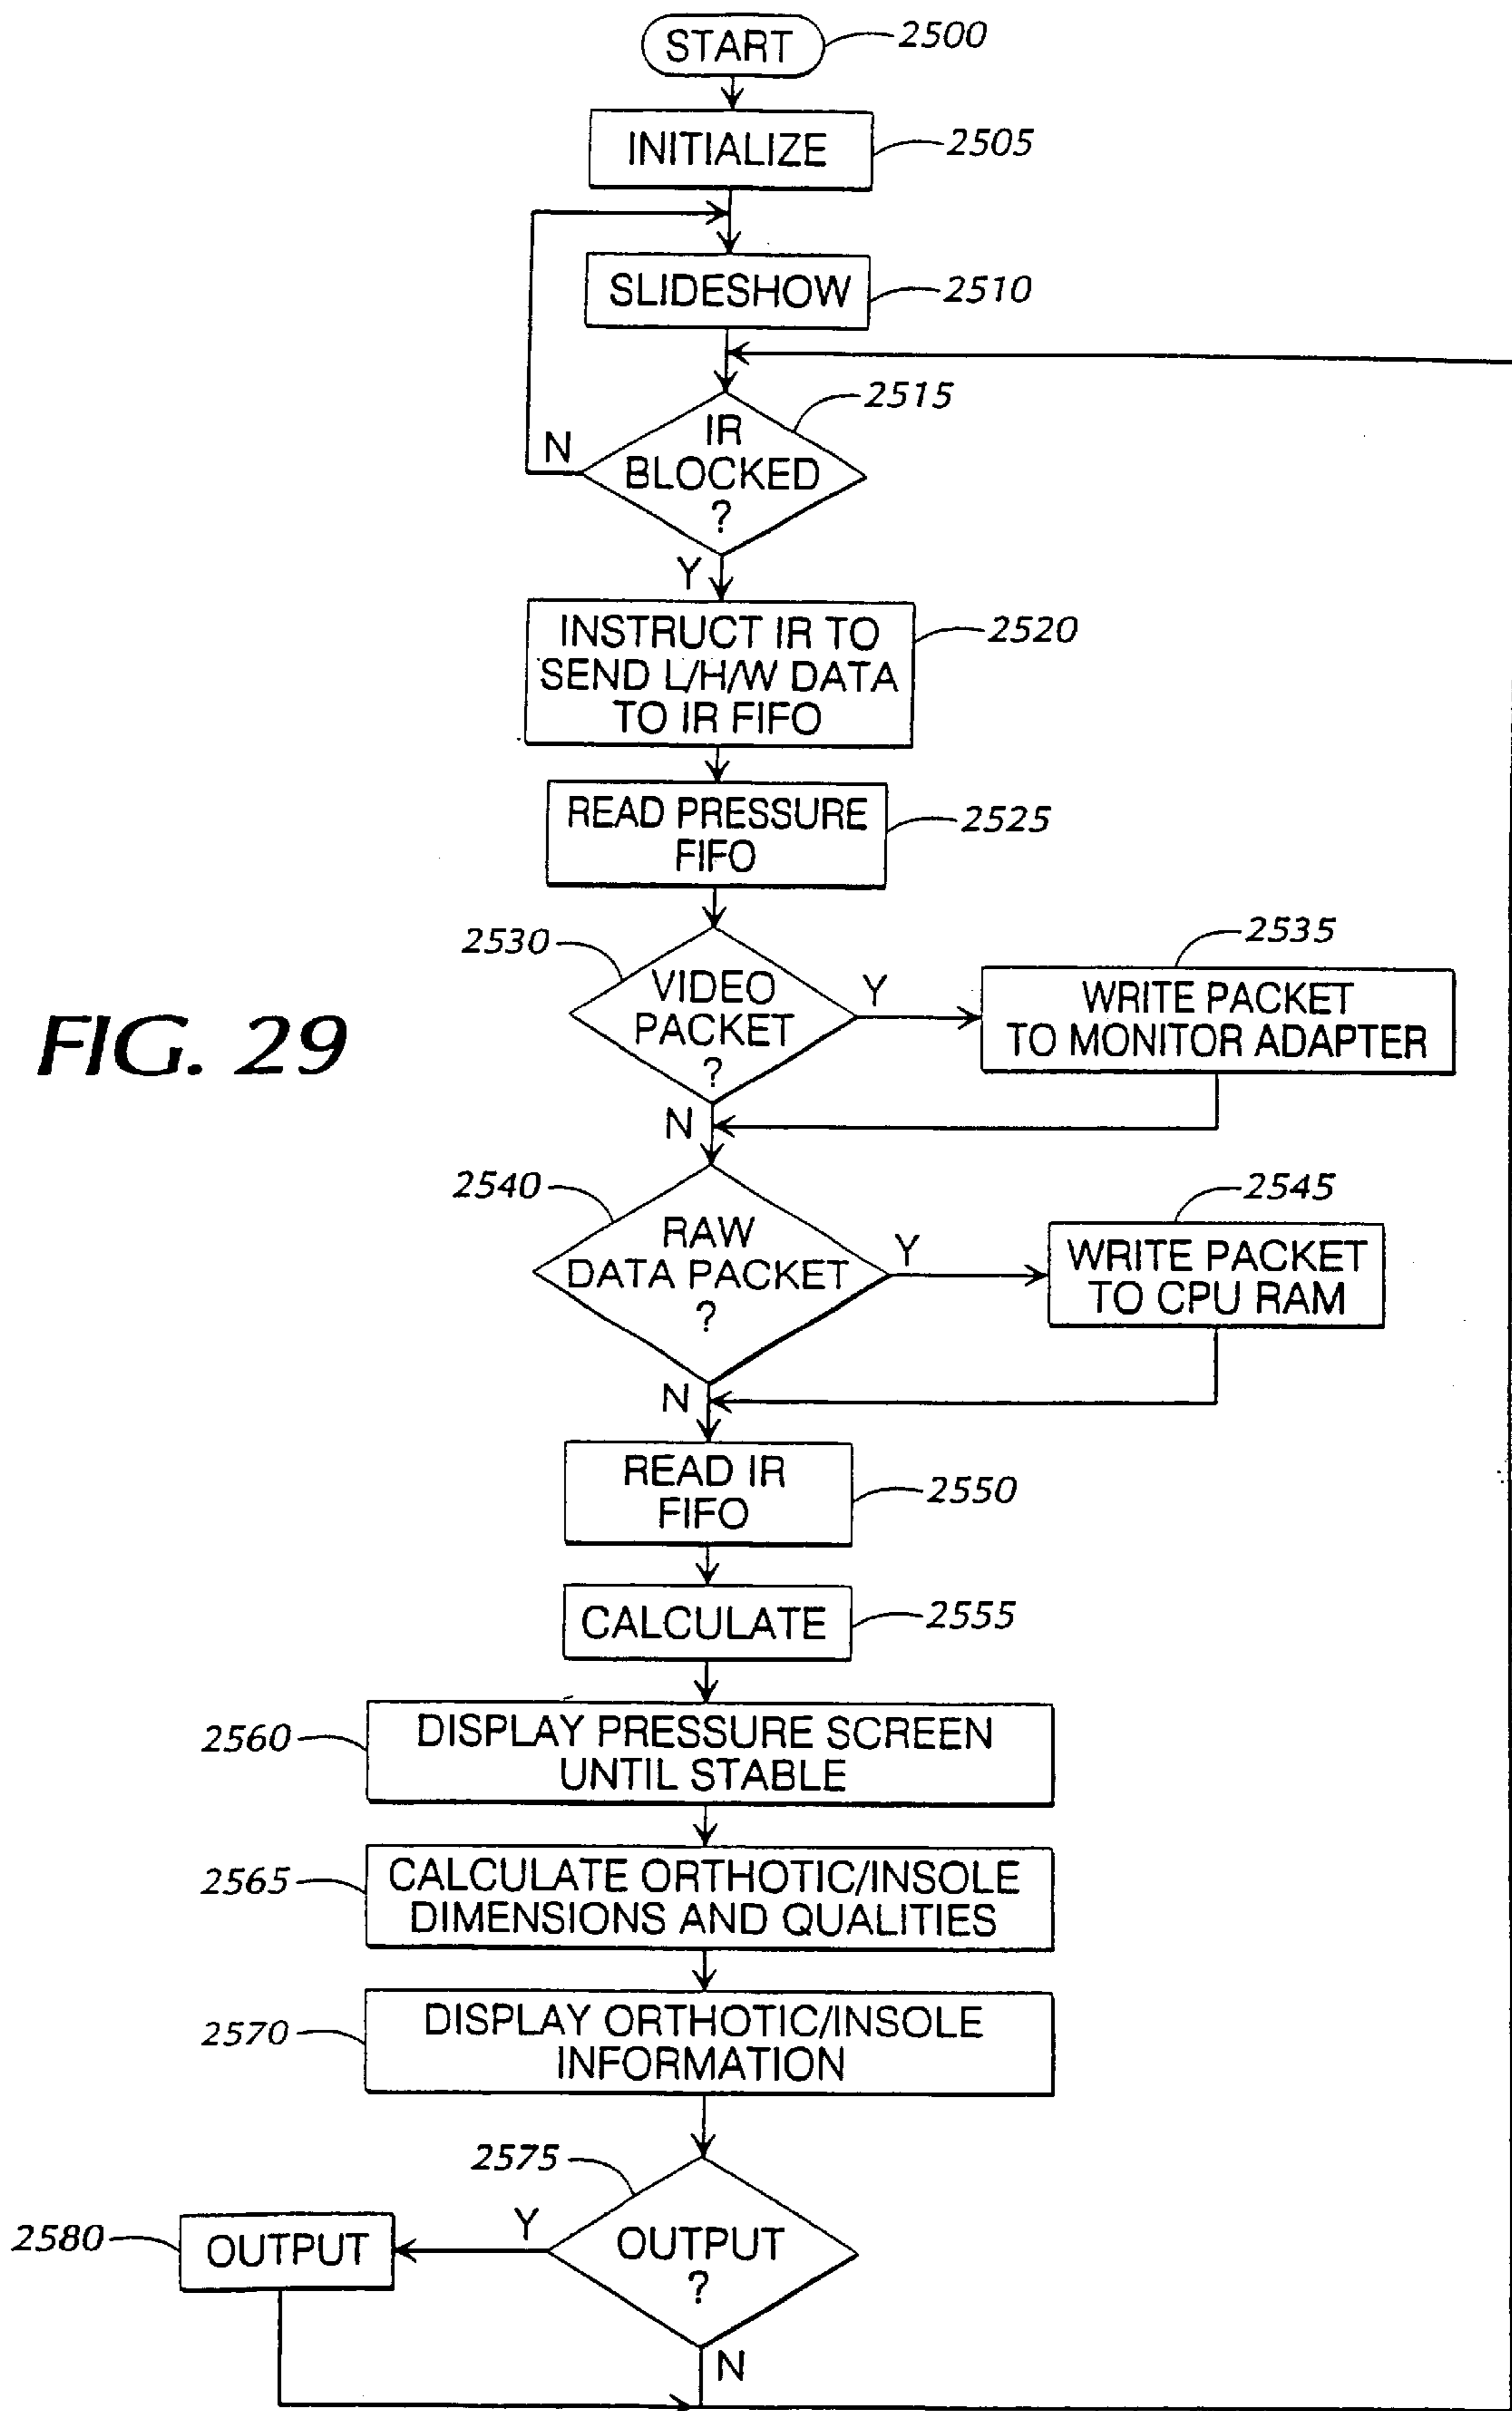 START
2500
INITIALIZE
2505
SLIDESHOW
2510
2515
IR
BLOCKED
?
N
Y
INSTRUCT IR TO
SEND L/H/W DATA
TO IR FIFO
2520
READ PRESSURE
FIFO
2525
2530
VIDEO
PACKET
?
Y
2535
WRITE PACKET
TO MONITOR ADAPTER
FIG. 29
N
2540
RAW
DATA PACKET
?
Y
2545
WRITE PACKET
TO CPU RAM
N
READ IR
FIFO
2550
CALCULATE
2555
2560
DISPLAY PRESSURE SCREEN
UNTIL STABLE
2565
CALCULATE ORTHOTIC/INSOLE
DIMENSIONS AND QUALITIES
2570
DISPLAY ORTHOTIC/INSOLE
INFORMATION
2575
OUTPUT
?
Y
2580
OUTPUT
N